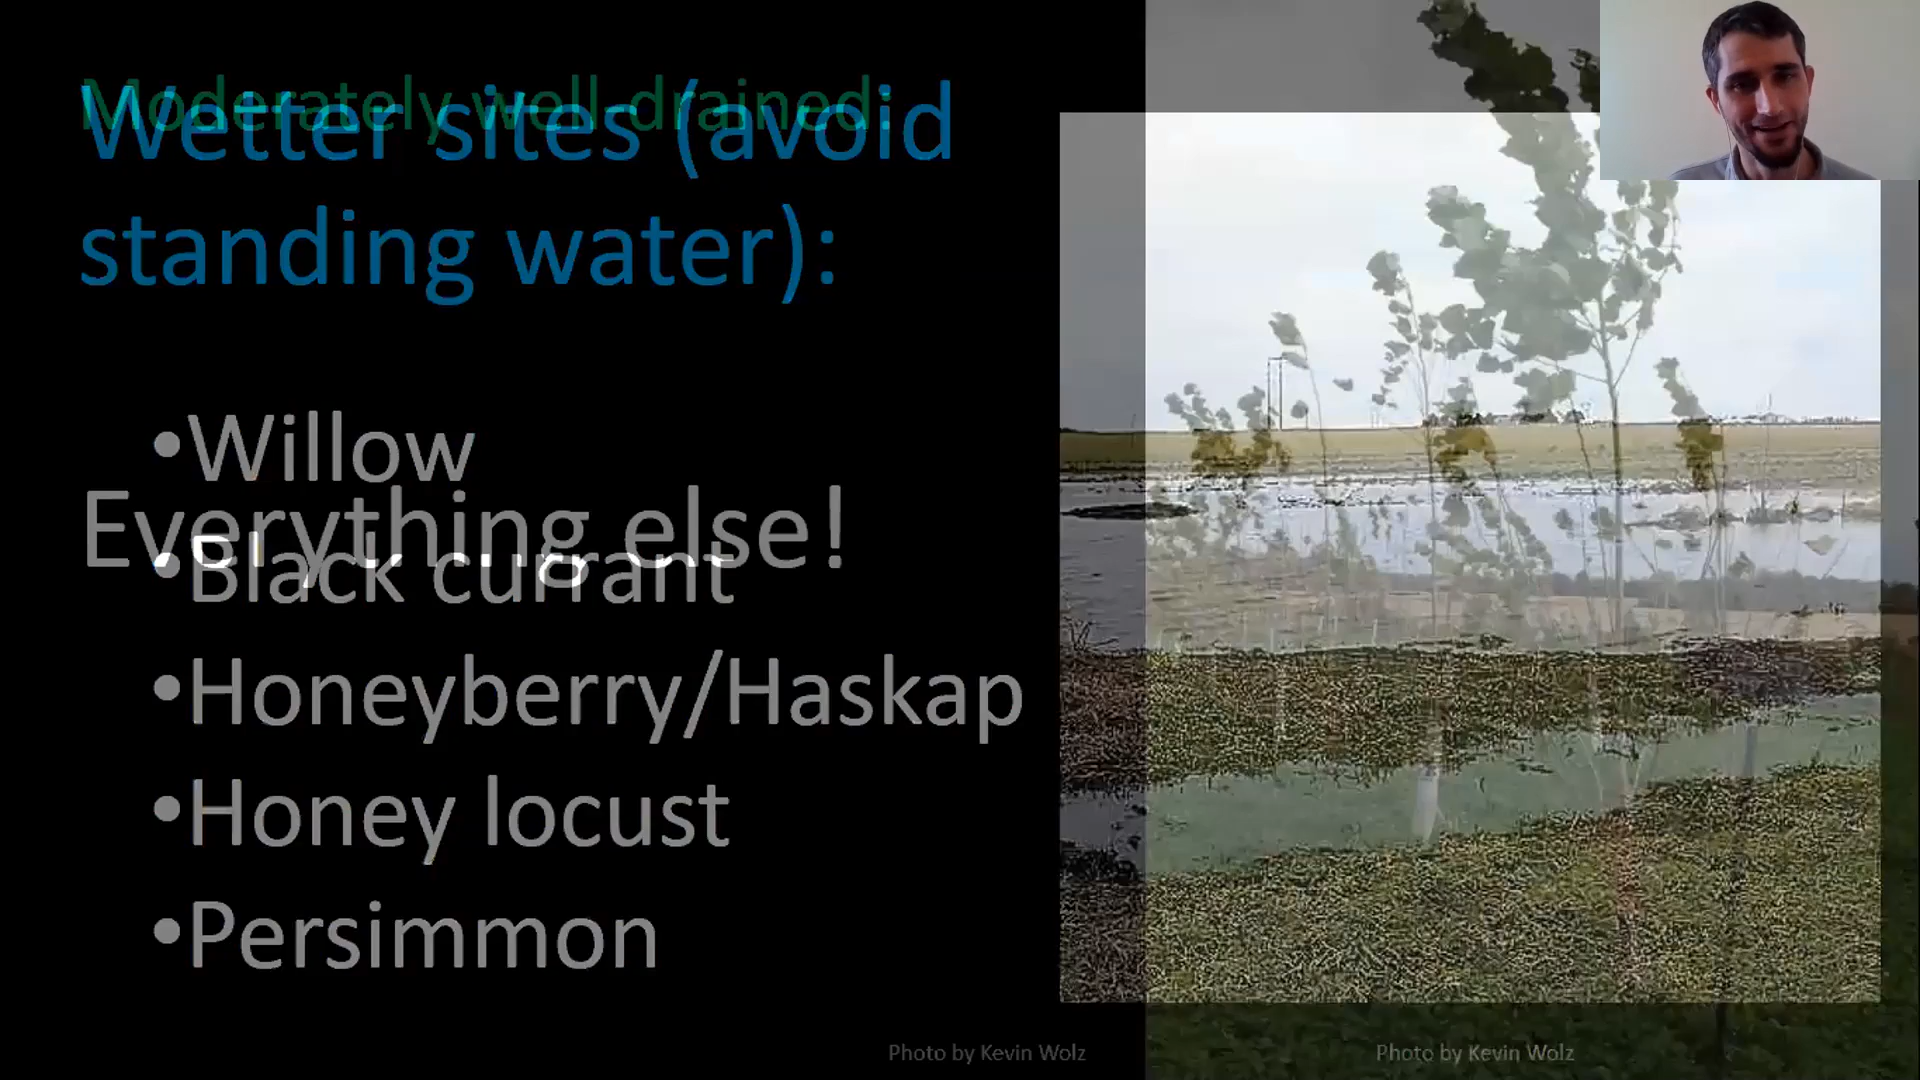 Moderately well-drained:
Wetter sites (avoid
standing water):
•Willow
Everything else!
•Black currant
•Honeyberry/Haskap
•Honey locust
•Persimmon
Photo by Kevin Wolz
Photo by Kevin Wolz